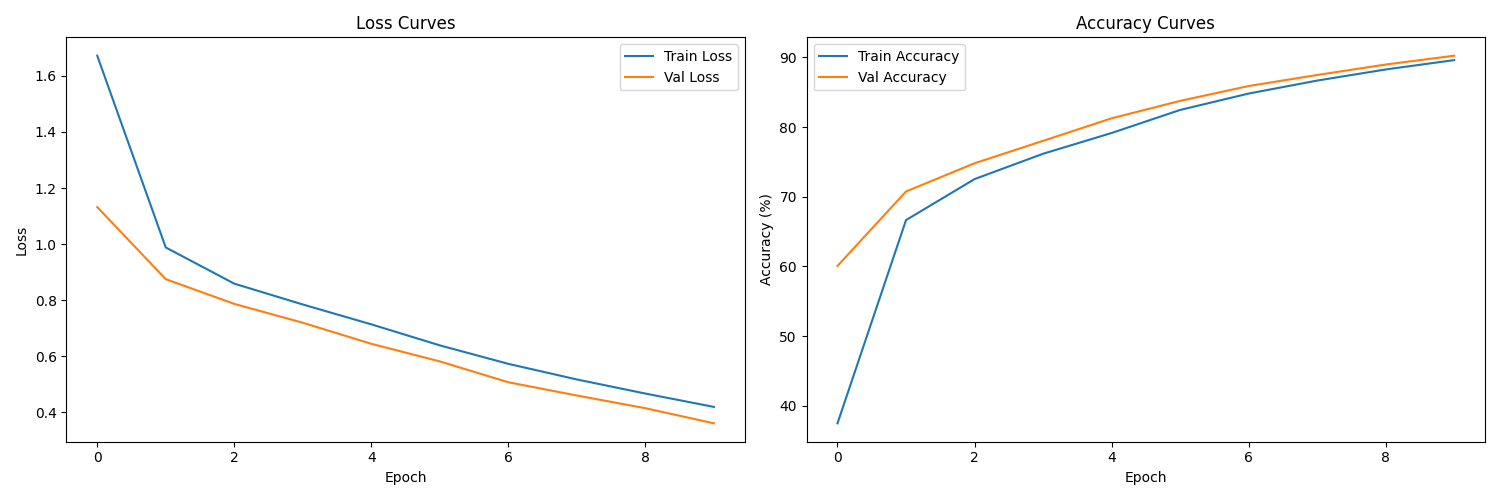 Loss Curves
Train Loss
Val Loss
1.6
1.4
1.2
1.0
0.8
0.6
0.4
Loss
0 2 4 6 8
Epoch
Accuracy Curves
Train Accuracy
Val Accuracy
90
80
70
60
50
40
Accuracy (%)
0 2 4 6 8
Epoch